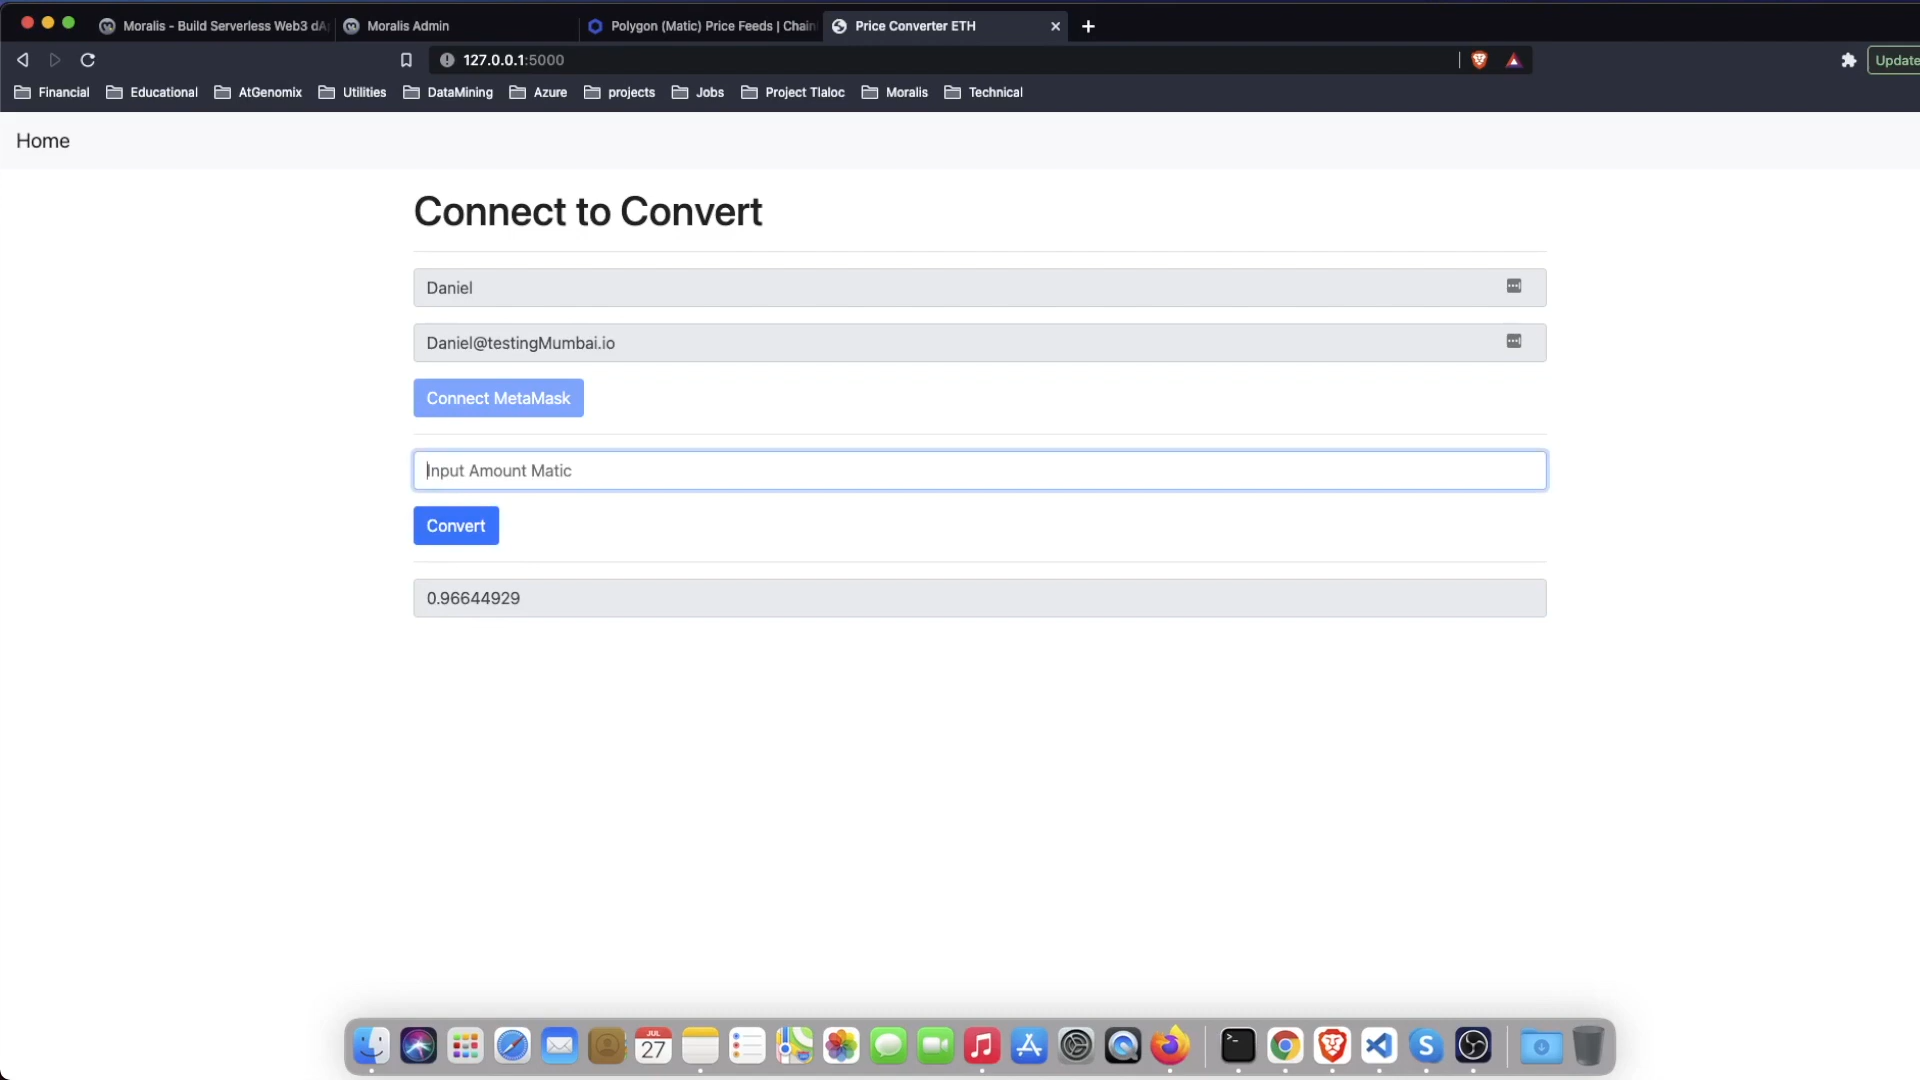 Moralis - Build Serverless Web3 dA
Moralis Admin
Polygon (Matic) Price Feeds | Chain
Price Converter ETH
127.0.0.1:5000
Update
Financial
Educational
AtGenomix
Utilities
DataMining
Azure
projects
Jobs
Project Tlaloc
Moralis
Technical
Home
Connect to Convert
Daniel
Daniel@testingMumbai.io
Connect MetaMask
Input Amount Matic
Convert
0.96644929
JUL
27